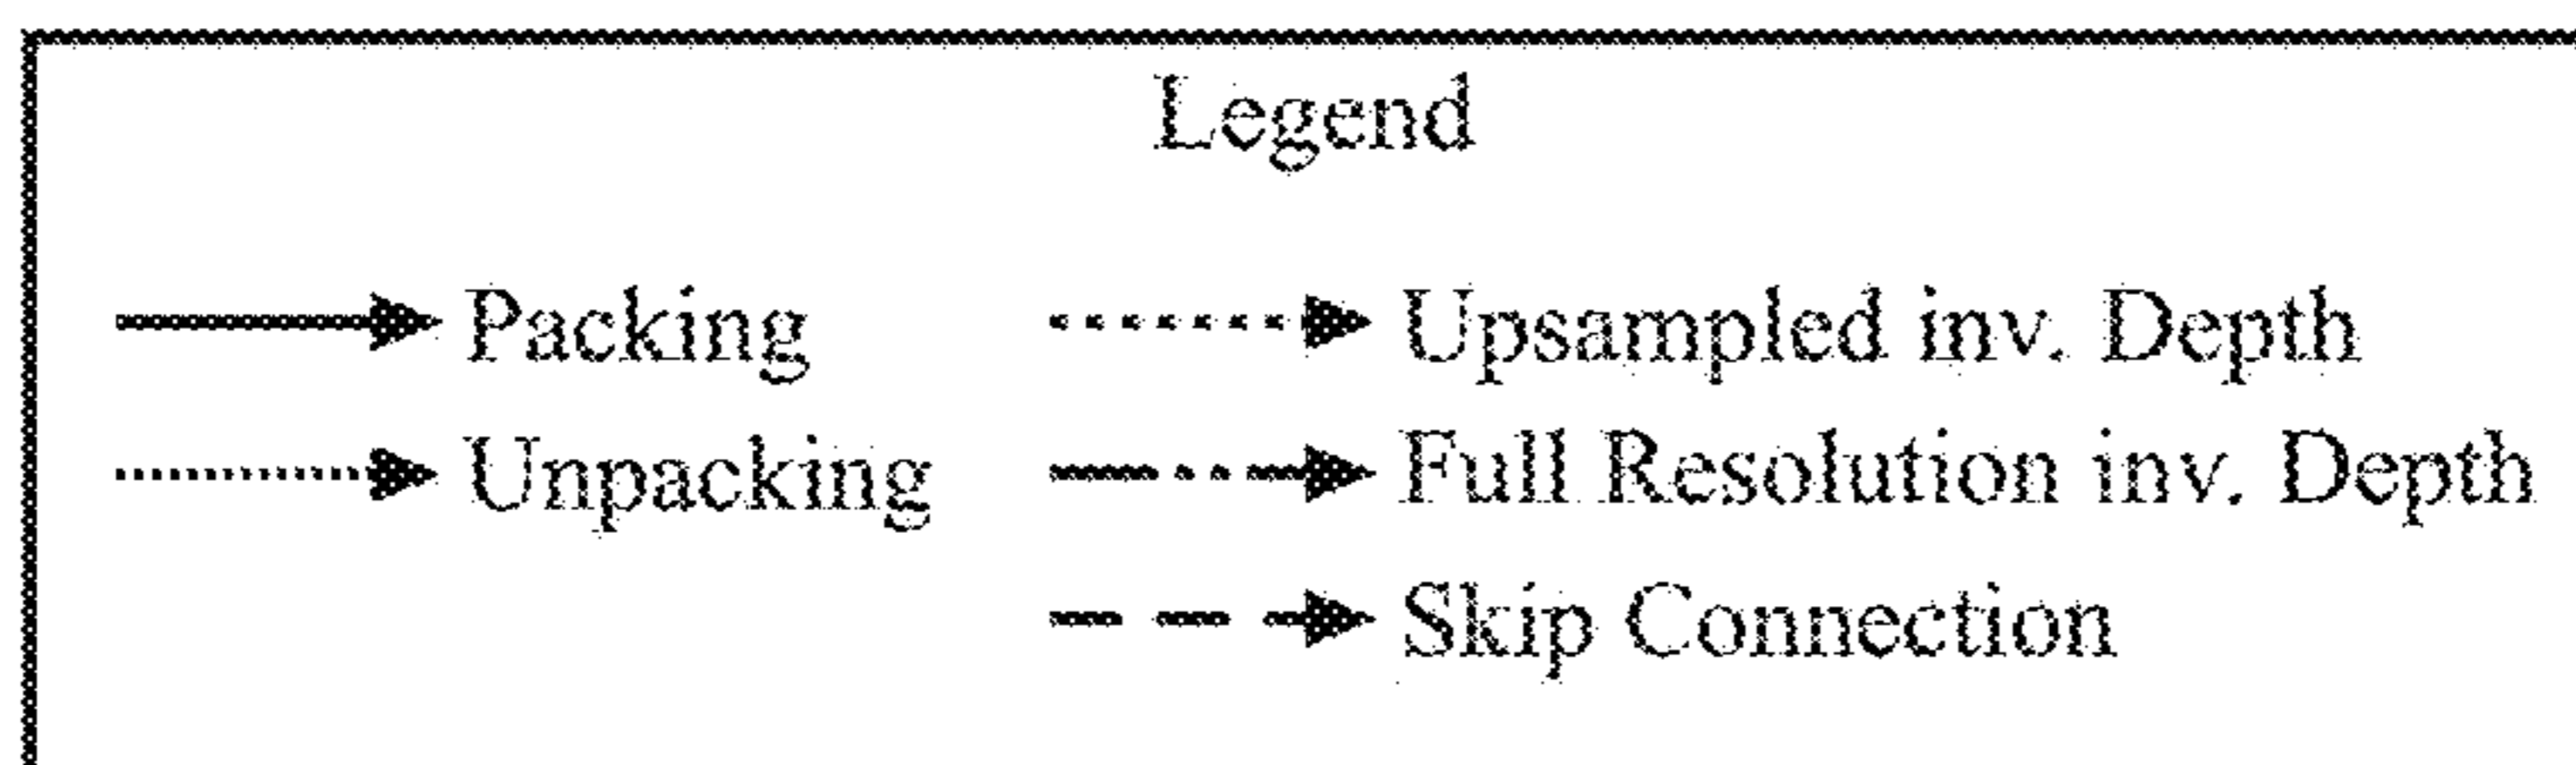 Legend
Packing
Unpacking
Upsampled inv. Depth
Full Resolution inv. Depth
Skip Connection